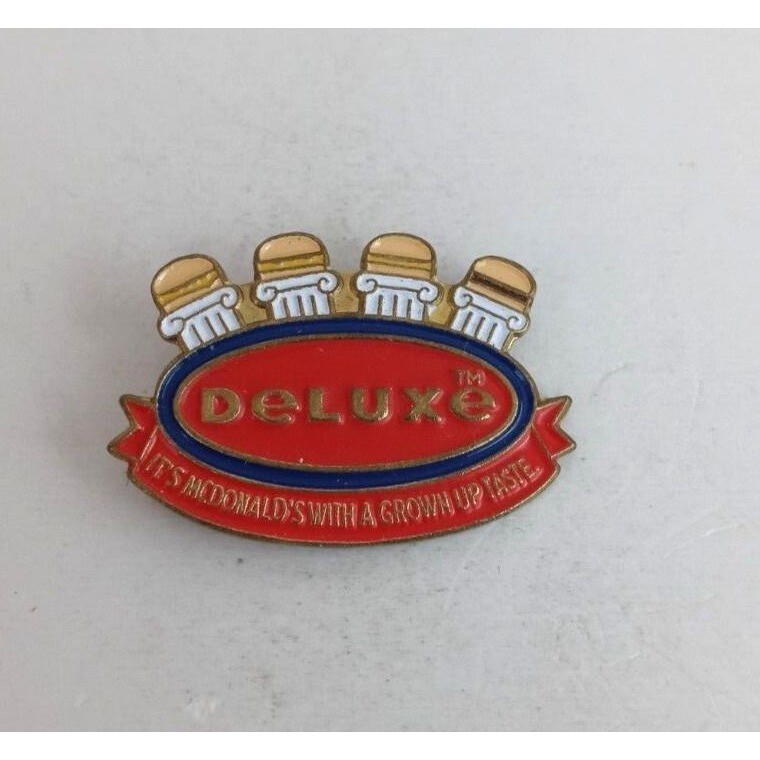 DeLuxe™
IT'S MCDONALD'S WITH A GROWN UP TASTE.